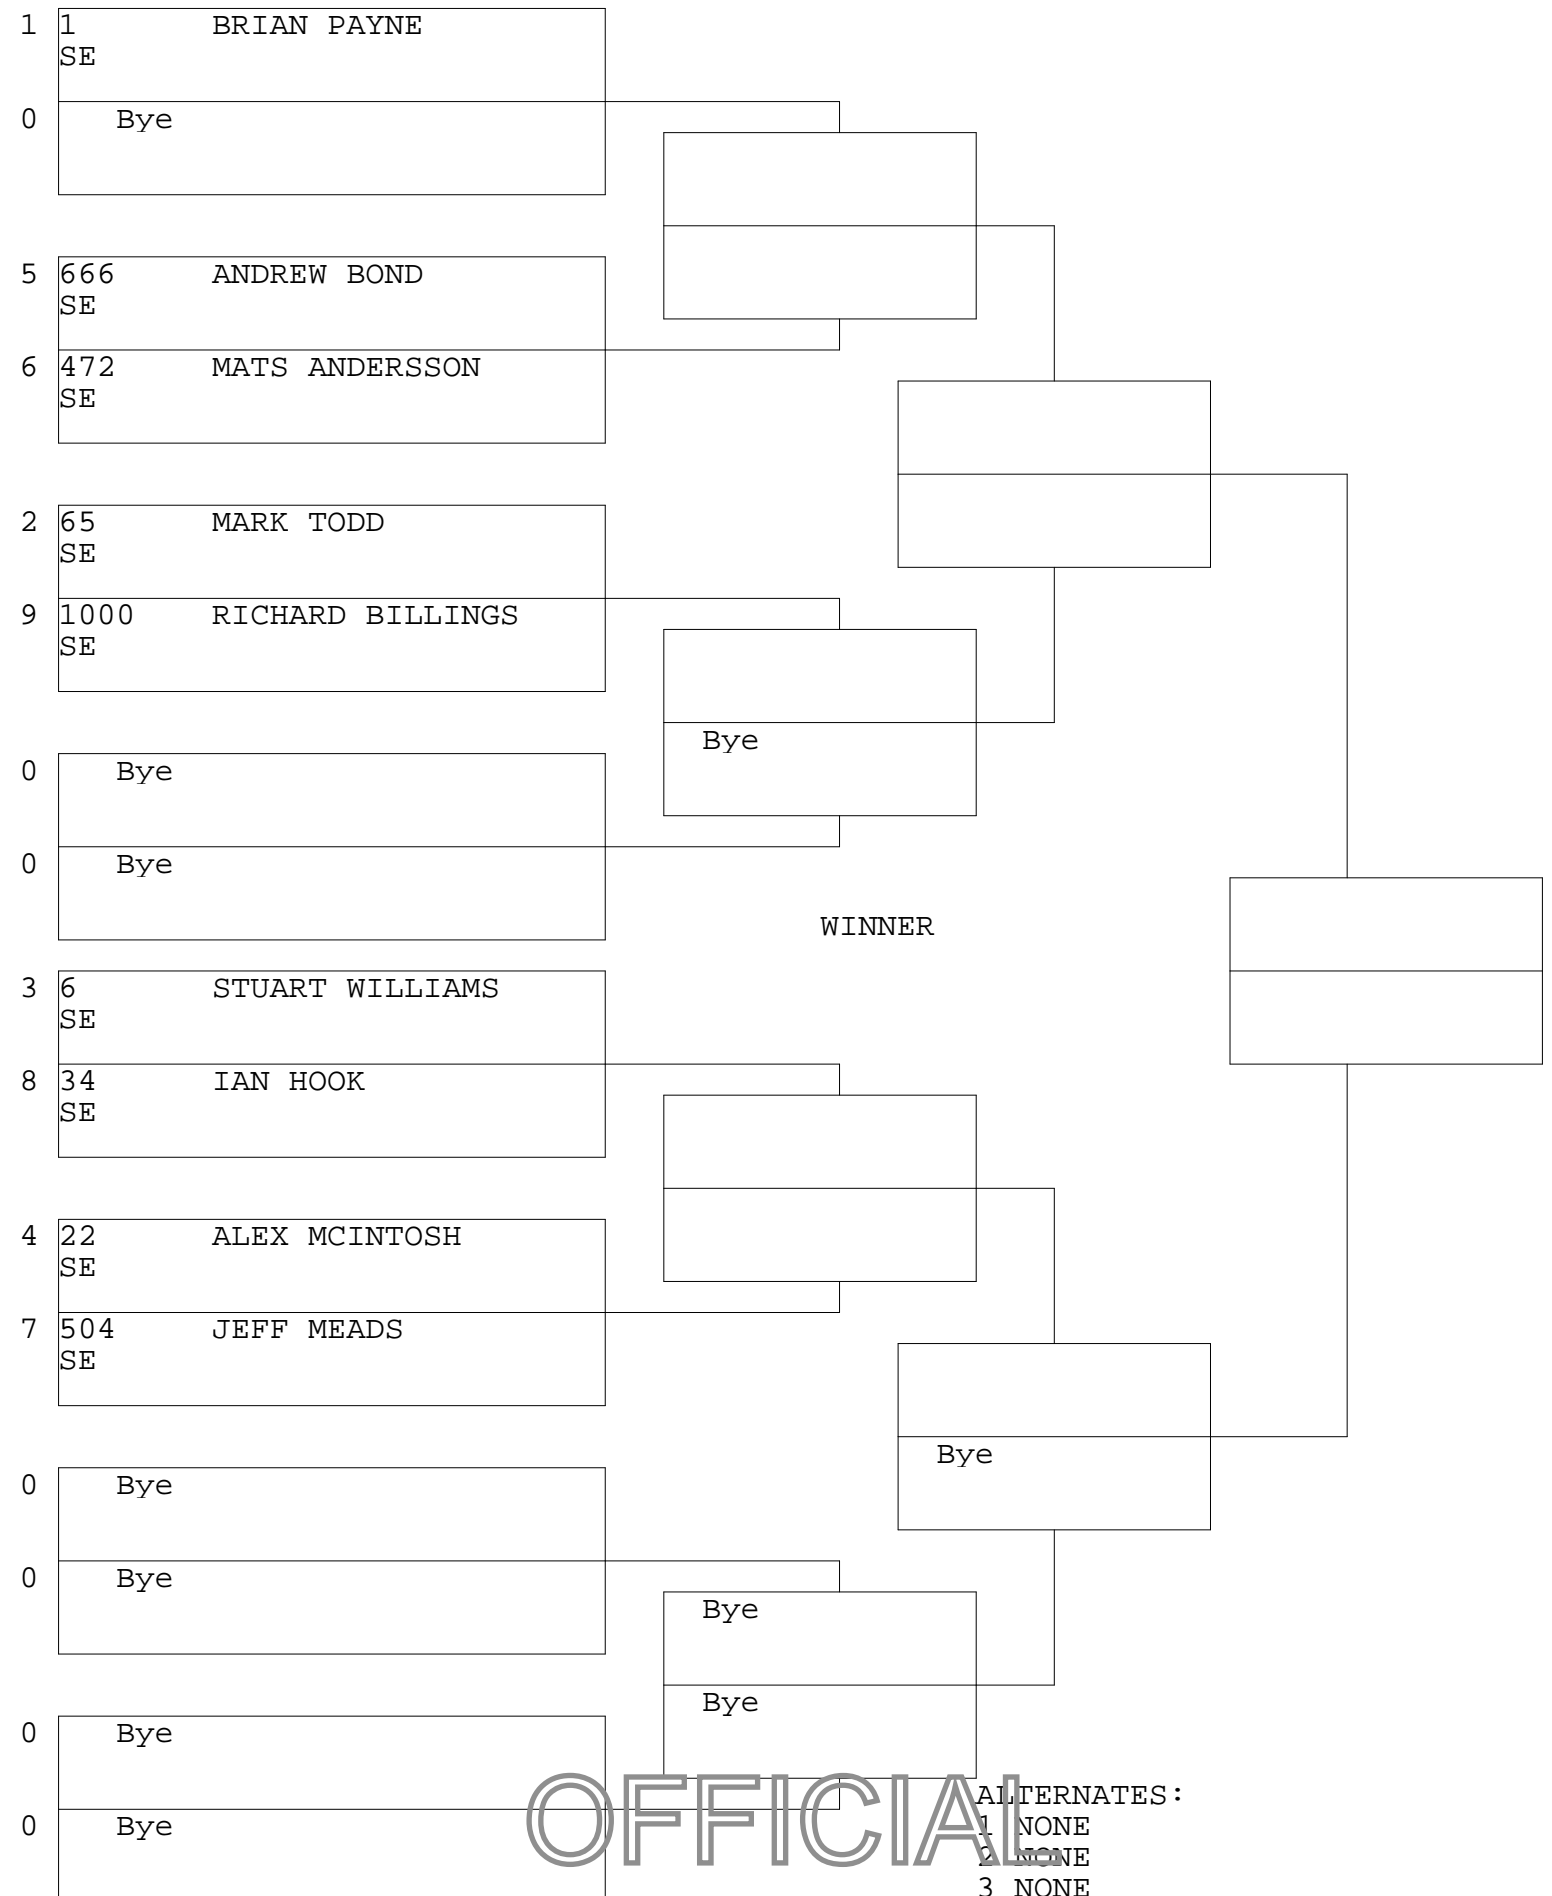 1 1 BRIAN PAYNE
SE
0 Bye
5 666 ANDREW BOND
SE
6 472 MATS ANDERSSON
SE
2 65 MARK TODD
SE
9 1000 RICHARD BILLINGS
SE
Bye
0 Bye
0 Bye
WINNER
3 6 STUART WILLIAMS
SE
8 34 IAN HOOK
SE
4 22 ALEX MCINTOSH
SE
7 504 JEFF MEADS
SE
Bye
0 Bye
0 Bye
Bye
Bye
0 Bye
0 Bye
OFFICIAL
ALTERNATES:
1 NONE
2 NONE
3 NONE